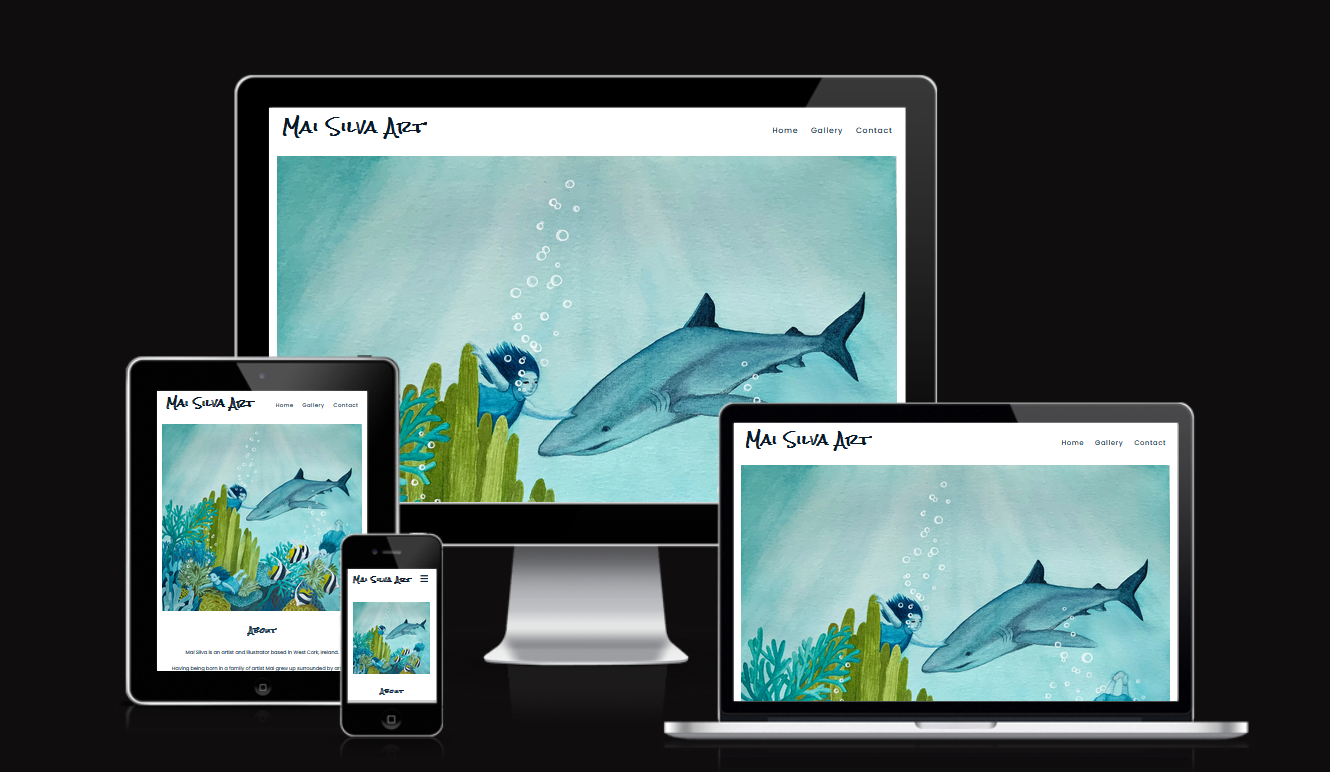 Mai Silva Art
Home Gallery Contact
Mai Silva Art
Home Gallery Contact
About
Mai Silva is an artist and illustrator based in West Cork, Ireland.
Having being born in a family of artist Mai grew up surrounded by
Mai Silva Art
About
Mai Silva Art
Home Gallery Contact